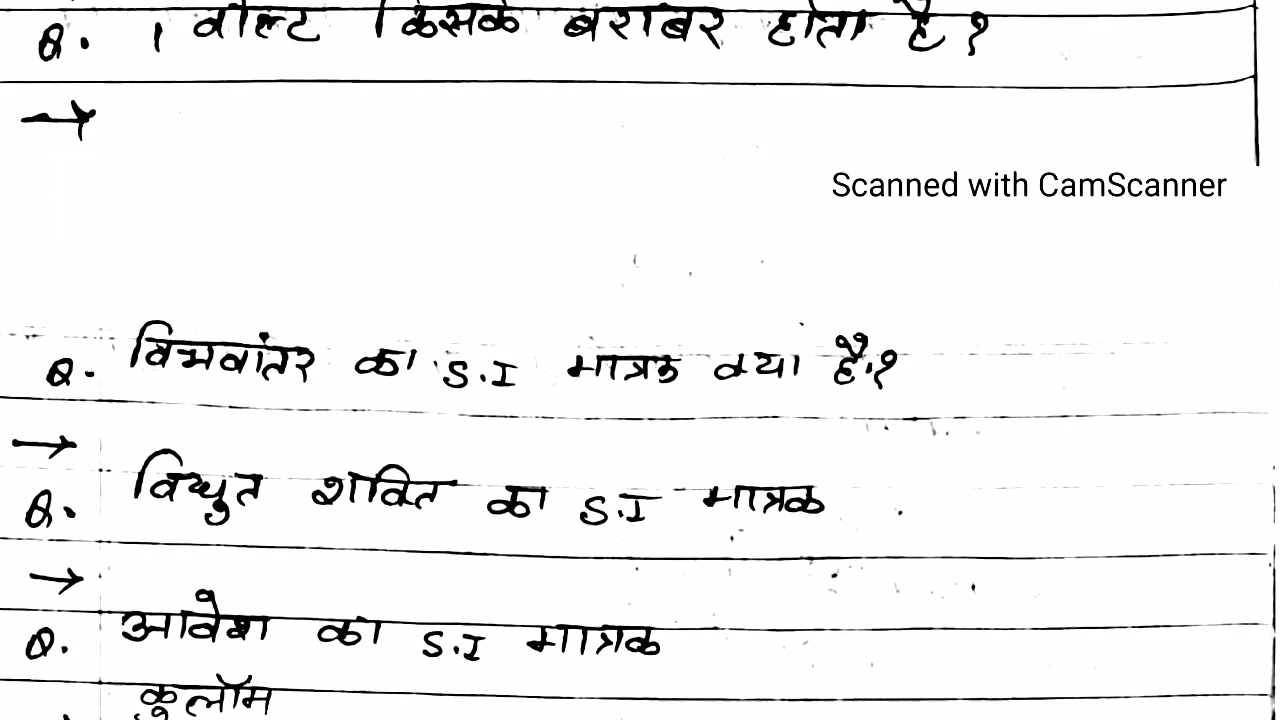 Q. 1 वोल्ट किसके बराबर होता है?
→
Scanned with CamScanner
Q. विभवांतर का S.I मात्रक क्या है?
→
Q. विद्युत शक्ति का S.I मात्रक
→
Q. आवेश का S.I मात्रक
कूलॉम